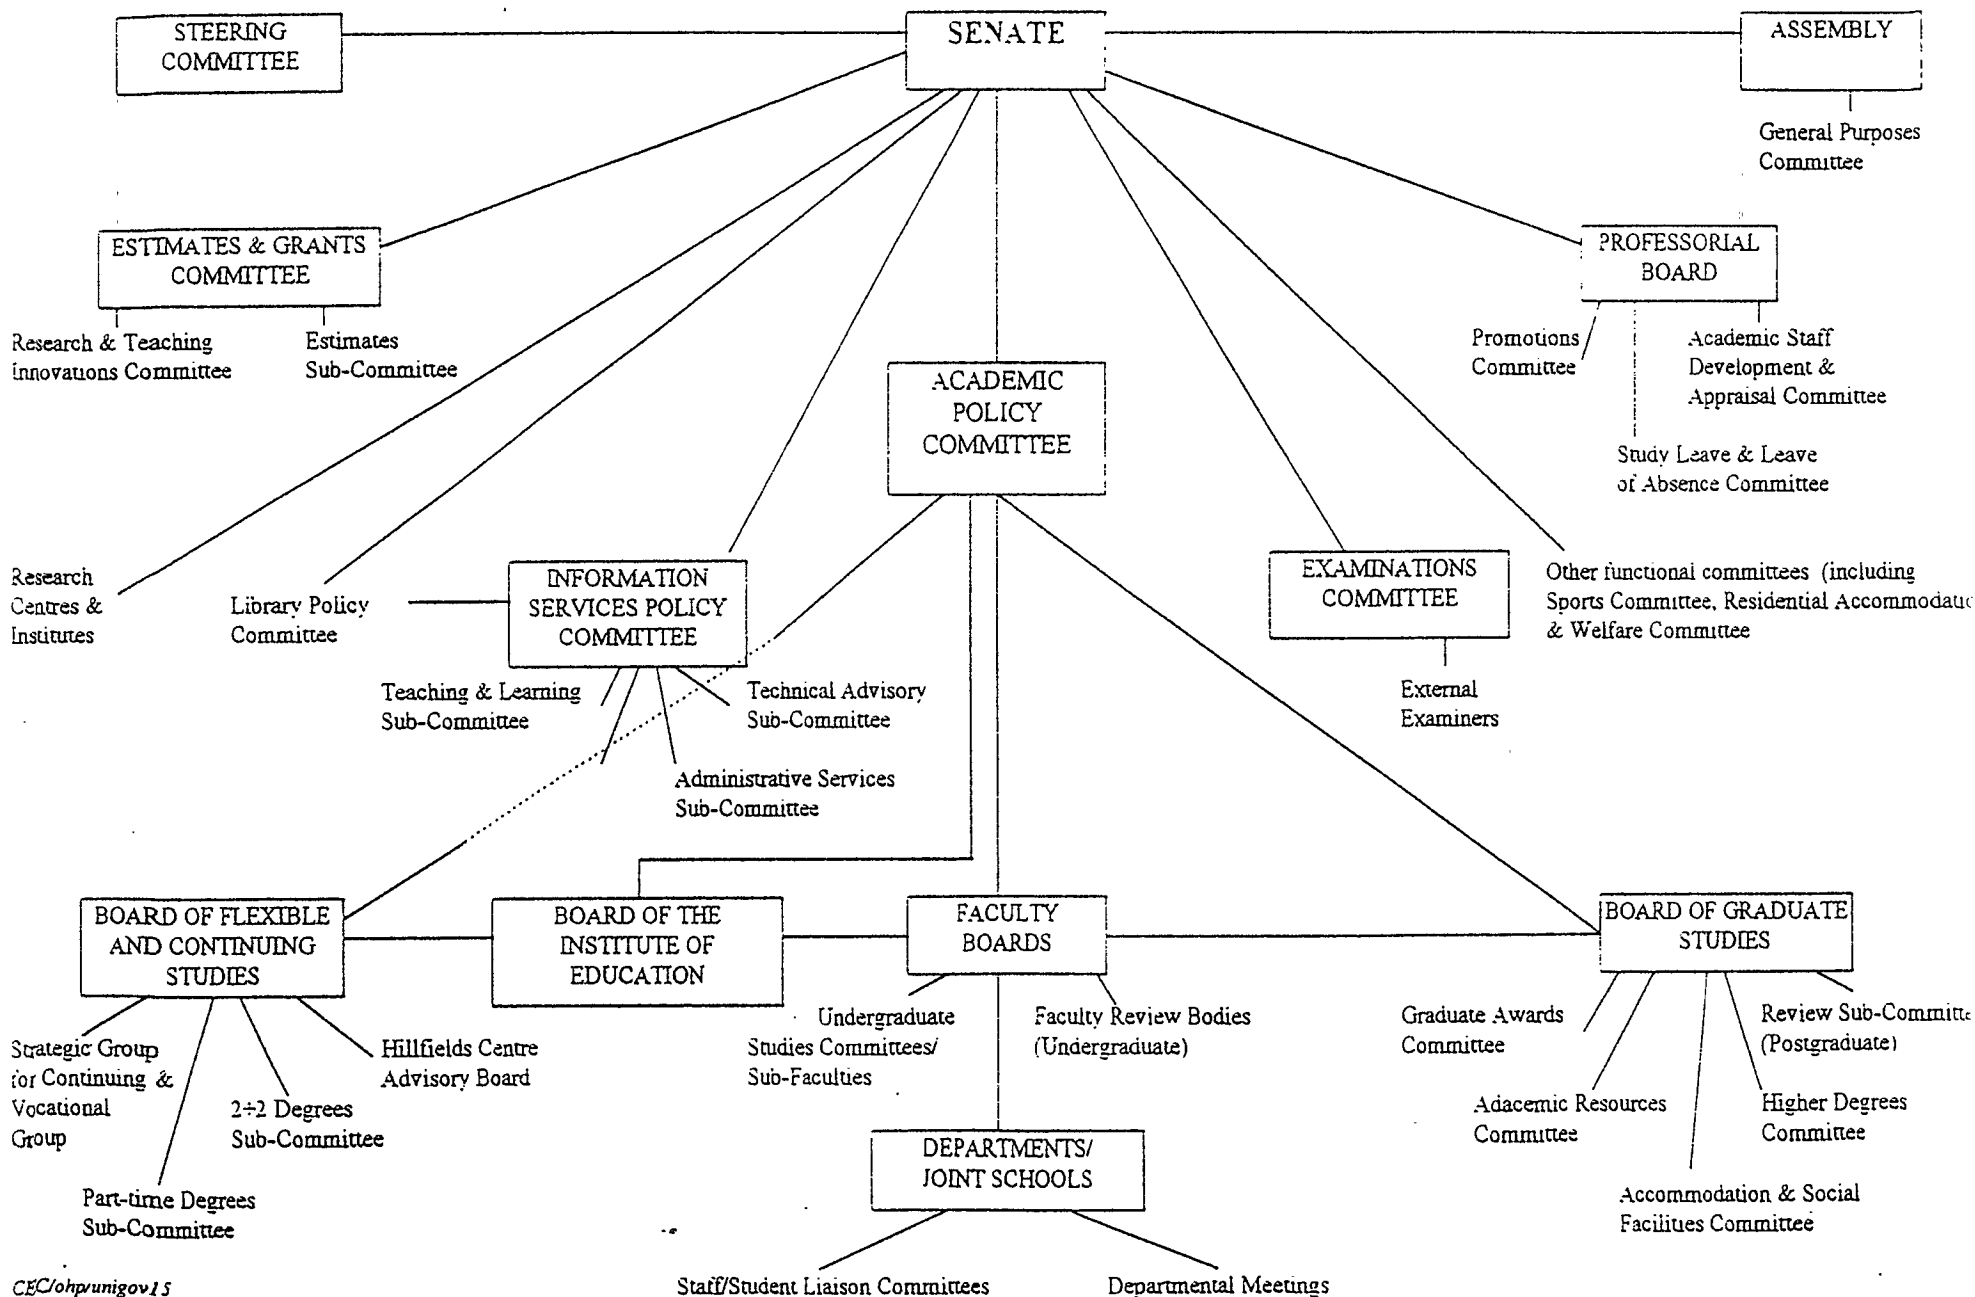 STEERING
COMMITTEE
SENATE
ASSEMBLY
General Purposes
Committee
ESTIMATES & GRANTS
COMMITTEE
PROFESSORIAL
BOARD
Research & Teaching
Innovations Committee
Estimates
Sub-Committee
Promotions
Committee
Academic Staff
Development &
Appraisal Committee
Study Leave & Leave
of Absence Committee
ACADEMIC
POLICY
COMMITTEE
Research
Centres &
Institutes
Library Policy
Committee
INFORMATION
SERVICES POLICY
COMMITTEE
EXAMINATIONS
COMMITTEE
Other functional committees (including
Sports Committee, Residential Accommodatic
& Welfare Committee
Teaching & Learning
Sub-Committee
Technical Advisory
Sub-Committee
Administrative Services
Sub-Committee
External
Examiners
BOARD OF FLEXIBLE
AND CONTINUING
STUDIES
BOARD OF THE
INSTITUTE OF
EDUCATION
FACULTY
BOARDS
BOARD OF GRADUATE
STUDIES
Strategic Group
for Continuing &
Vocational
Group
Hillfields Centre
Advisory Board
2+2 Degrees
Sub-Committee
Part-time Degrees
Sub-Committee
Undergraduate
Studies Committees/
Sub-Faculties
Faculty Review Bodies
(Undergraduate)
Graduate Awards
Committee
Review Sub-Committe
(Postgraduate)
Adacemic Resources
Committee
Higher Degrees
Committee
Accommodation & Social
Facilities Committee
DEPARTMENTS/
JOINT SCHOOLS
Staff/Student Liaison Committees
Departmental Meetings
CEC/ohp/unigov15